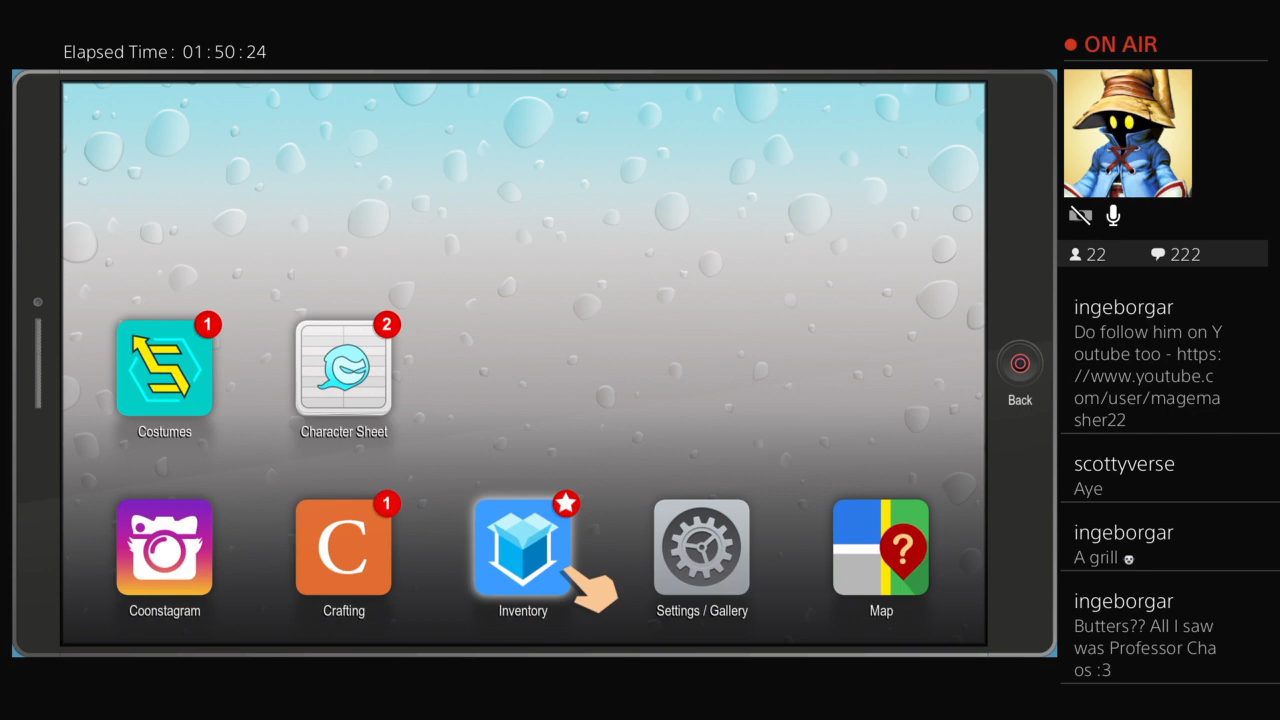 Elapsed Time: 01:50:24
ON AIR
22
222
ingeborgar
Do follow him on Y
outube too - https:
//www.youtube.c
om/user/magema
sher22
scottyverse
Aye
ingeborgar
A grill
ingeborgar
Butters?? All I saw
was Professor Cha
os :3
Back
1
2
Costumes
Character Sheet
1
C
?
Coonstagram
Crafting
Inventory
Settings / Gallery
Map